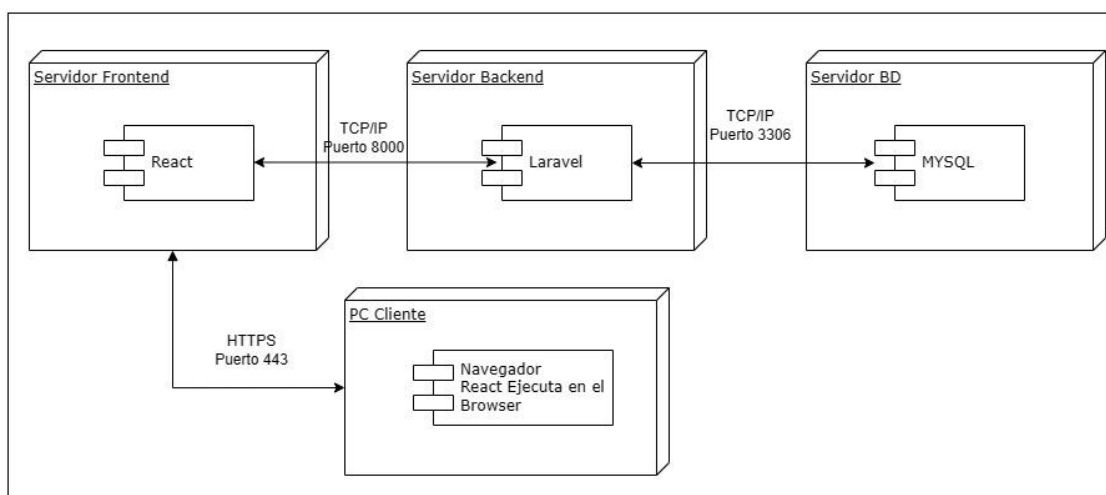 Servidor Frontend
React
TCP/IP
Puerto 8000
Servidor Backend
Laravel
TCP/IP
Puerto 3306
Servidor BD
MYSQL
HTTPS
Puerto 443
PC Cliente
Navegador
React Ejecuta en el
Browser